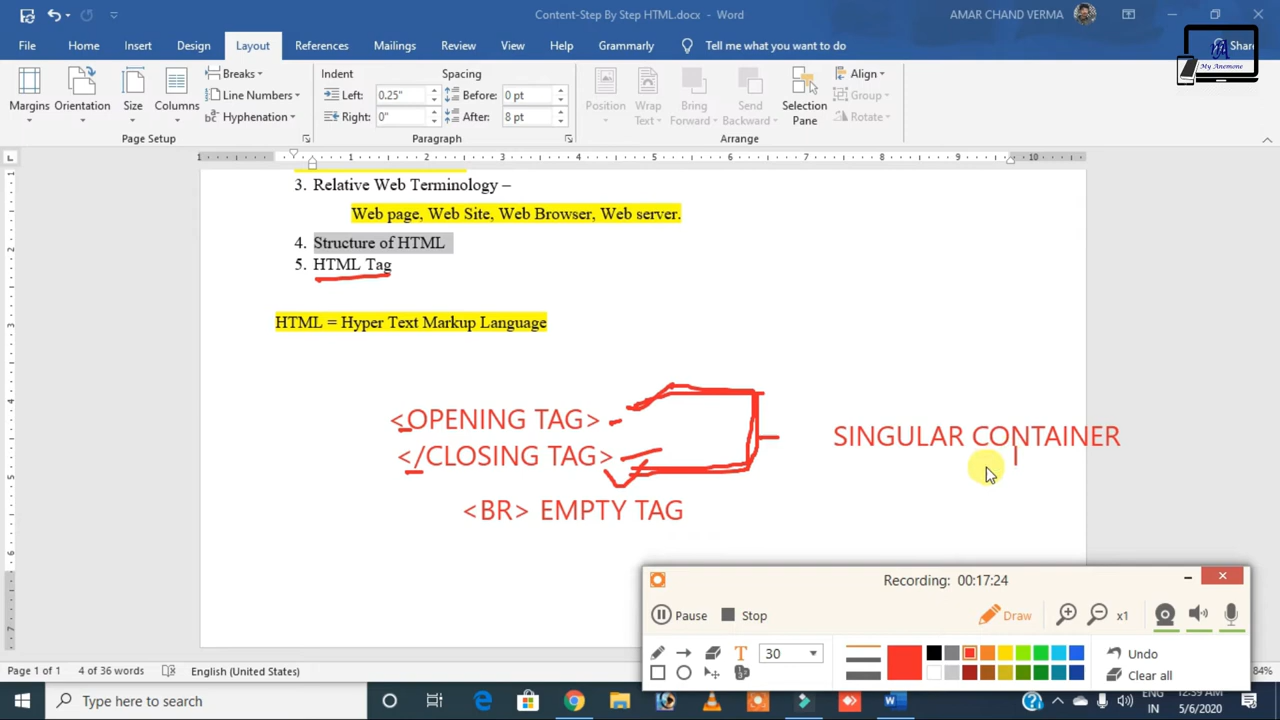 Content-Step By Step HTML.docx - Word
AMAR CHAND VERMA
File Home Insert Design Layout References Mailings Review View Help Grammarly Tell me what you want to do Share
My Anemone
Margins Orientation Size Columns
Breaks
Line Numbers
Hyphenation
Page Setup
Indent
Left: 0.25"
Right: 0"
Spacing
Before: 0 pt
After: 8 pt
Paragraph
Position Wrap Text Bring Forward Send Backward Selection Pane
Align
Group
Rotate
Arrange
3. Relative Web Terminology –
Web page, Web Site, Web Browser, Web server.
4. Structure of HTML
5. HTML Tag
HTML = Hyper Text Markup Language
<OPENING TAG>
</CLOSING TAG>
SINGULAR CONTAINER
<BR> EMPTY TAG
Recording: 00:17:24
Pause Stop Draw x1
T 30
Undo
Clear all
Page 1 of 1 4 of 36 words English (United States) 84%
Type here to search
ENG
IN
12:39 AM
5/6/2020